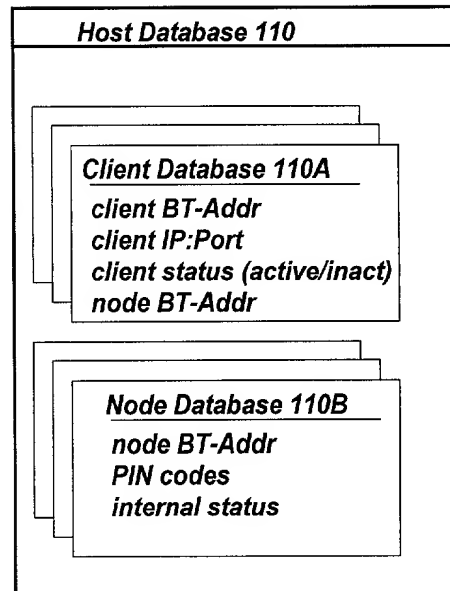 Host Database 110
Client Database 110A
client BT-Addr
client IP:Port
client status (active/inact)
node BT-Addr
Node Database 110B
node BT-Addr
PIN codes
internal status